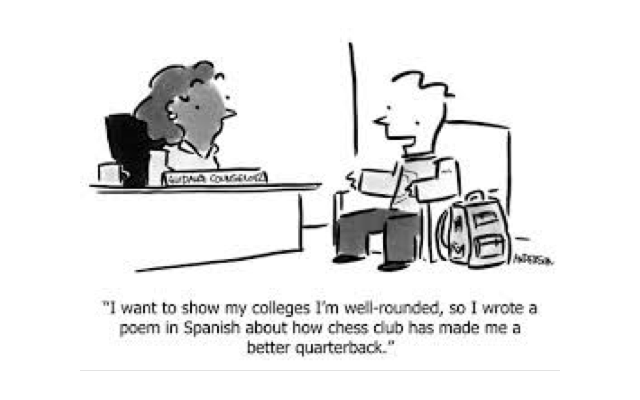 GUIDANCE COUNSELOR
ANDERSON
"I want to show my colleges I'm well-rounded, so I wrote a
poem in Spanish about how chess club has made me a
better quarterback."